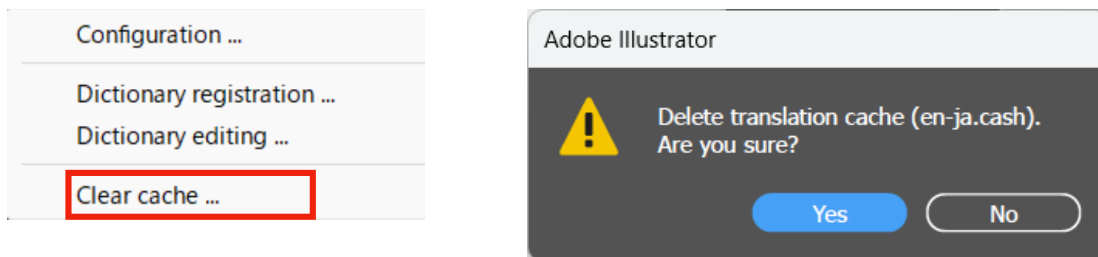 Configuration ...
Dictionary registration ...
Dictionary editing ...
Clear cache ...
Adobe Illustrator
Delete translation cache (en-ja.cash).
Are you sure?
Yes
No